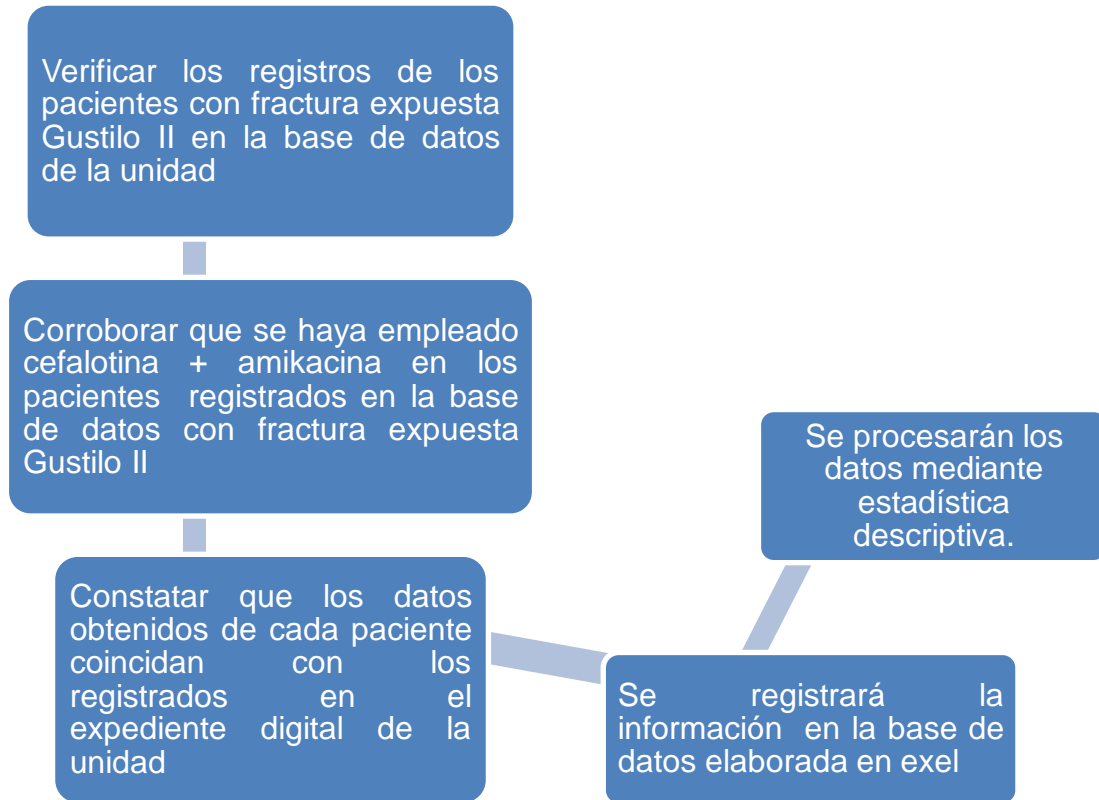 Verificar los registros de los
pacientes con fractura expuesta
Gustilo II en la base de datos
de la unidad
Corroborar que se haya empleado
cefalotina + amikacina en los
pacientes registrados en la base
de datos con fractura expuesta
Gustilo II
Constatar que los datos
obtenidos de cada paciente
coincidan con los
registrados en el
expediente digital de la
unidad
Se registrará la
información en la base de
datos elaborada en exel
Se procesarán los
datos mediante
estadística
descriptiva.